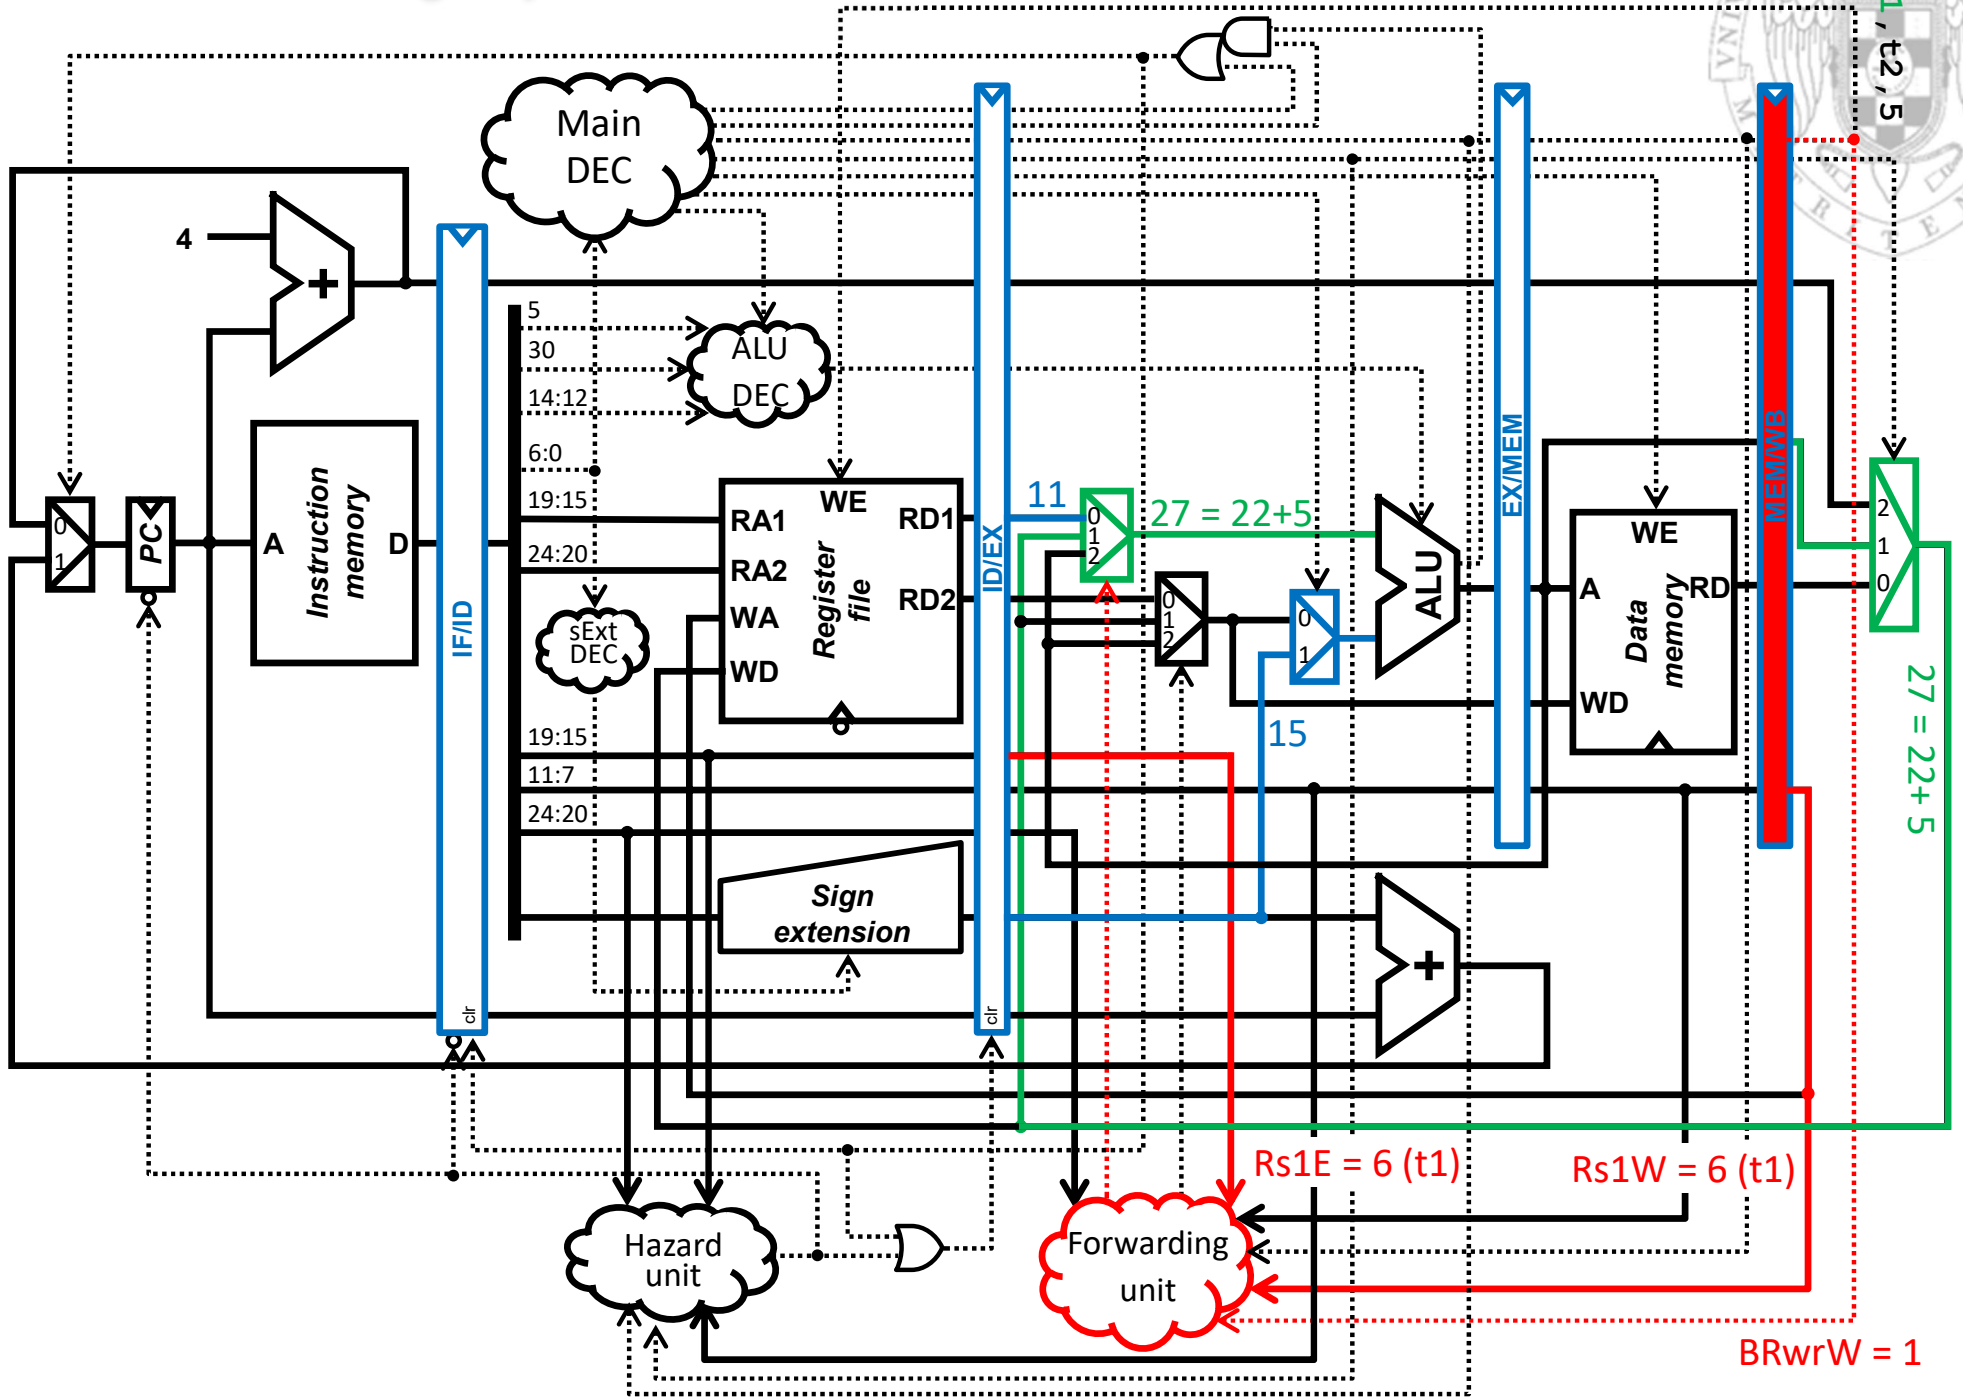 1, t2, 5
Main
DEC
4
+
5
30
14:12
6:0
19:15
24:20
ALU
DEC
Instruction
memory
A
D
0
1
PC
IF/ID
clr
sExt
DEC
WE
RA1
RA2
WA
WD
RD1
RD2
Register
file
19:15
11:7
24:20
Sign
extension
ID/EX
clr
11
0
1
2
27 = 22+5
0
1
2
0
1
15
ALU
+
EX/MEM
WE
A
RD
WD
Data
memory
MEM/WB
2
1
0
27 = 22+ 5
Rs1E = 6 (t1)
Rs1W = 6 (t1)
Hazard
unit
Forwarding
unit
BRwrW = 1